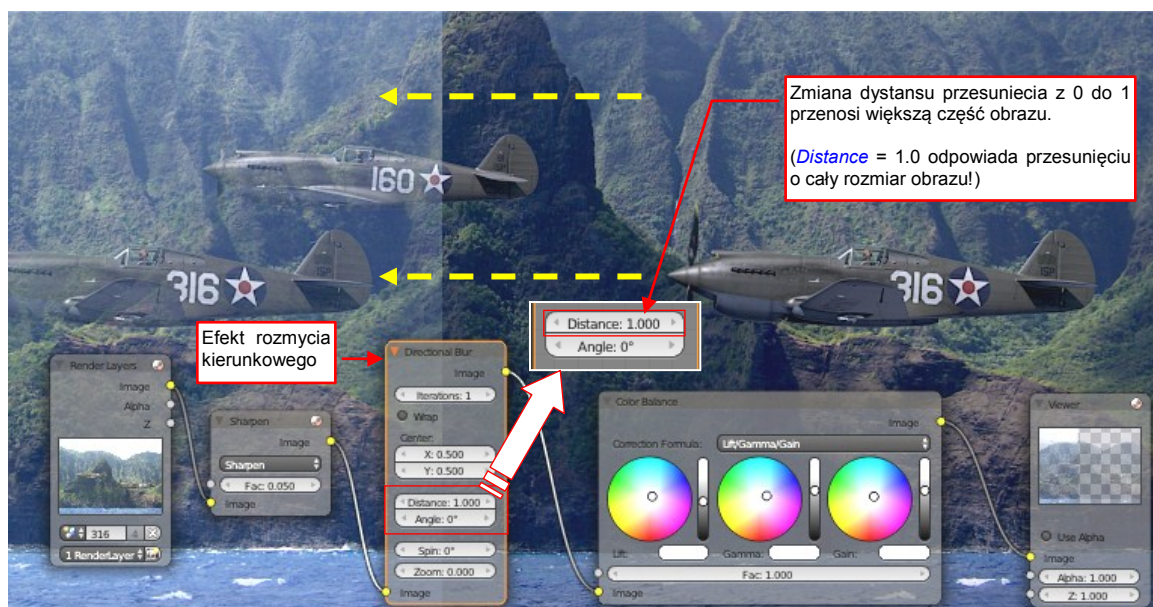 Zmiana dystansu przesuniecia z 0 do 1
przenosi większą część obrazu.
(Distance = 1.0 odpowiada przesunięciu
o cały rozmiar obrazu!)
160
316
ISP
316
ISP
Efekt rozmycia
kierunkowego
Distance: 1.000
Angle: 0°
Render Layers
Image
Alpha
Z
316
4
1 RenderLayer
Sharpen
Image
Sharpen
Fac: 0.050
Image
Directional Blur
Image
Iterations: 1
Wrap
Center:
X: 0.500
Y: 0.500
Distance: 1.000
Angle: 0°
Spin: 0°
Zoom: 0.000
Image
Color Balance
Image
Correction Formula:
Lift/Gamma/Gain
Lift:
Gamma:
Gain:
Fac: 1.000
Image
Viewer
Use Alpha
Image
Alpha: 1.000
Z: 1.000